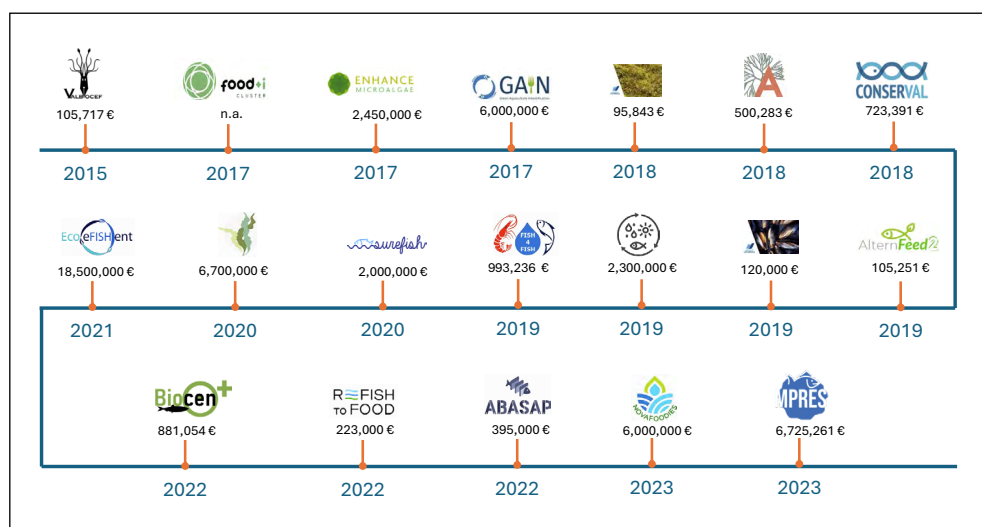 VALBIOCEF
food+i
CLUSTER
ENHANCE
MICROALGAE
GAIN
A
CONSERVAL
105,717 €
n.a.
2,450,000 €
6,000,000 €
95,843 €
500,283 €
723,391 €
2015
2017
2017
2017
2018
2018
2018
EcoeFISHent
surefish
FISH
4
FISH
AlternFeed2
18,500,000 €
6,700,000 €
2,000,000 €
993,236 €
2,300,000 €
120,000 €
105,251 €
2021
2020
2020
2019
2019
2019
2019
Biocen+
REFISH
TO FOOD
ABASAP
NOVAFOODIES
MPRES
881,054 €
223,000 €
395,000 €
6,000,000 €
6,725,261 €
2022
2022
2022
2023
2023